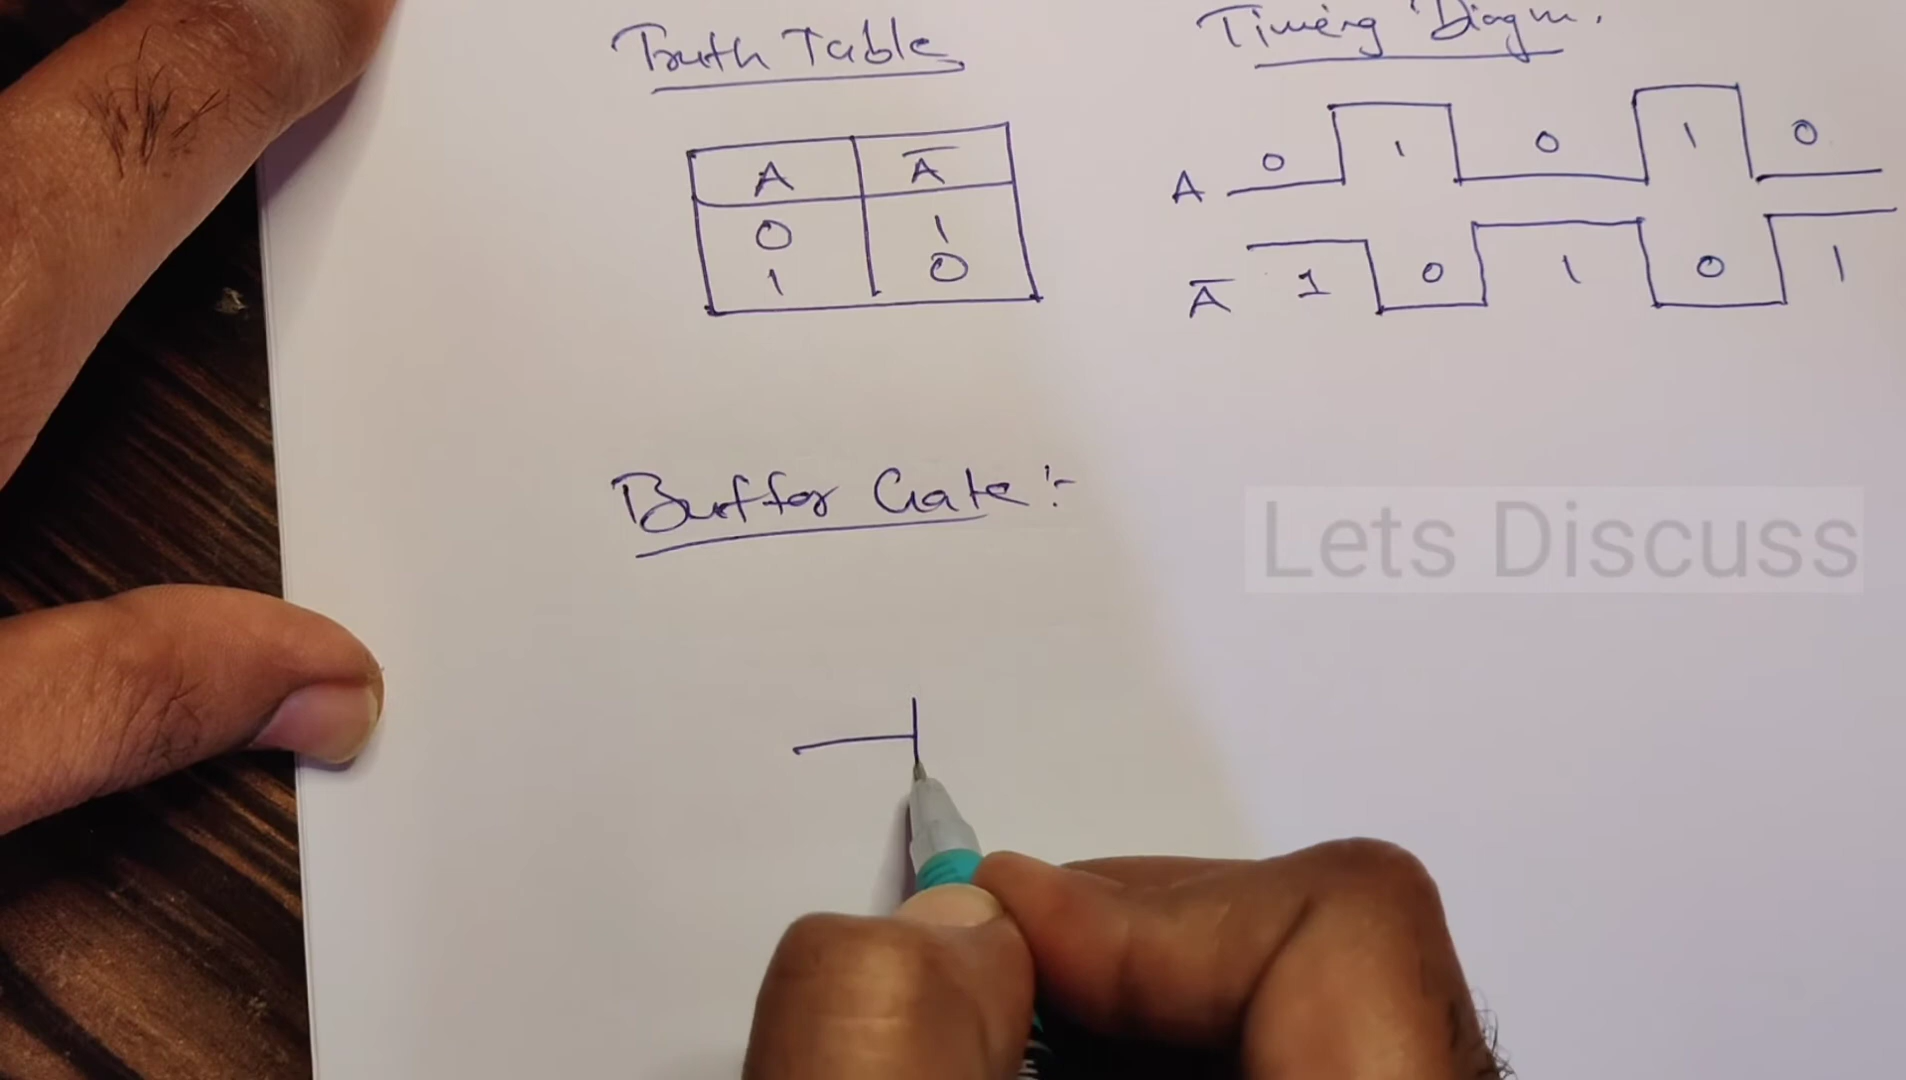 Truth Table
A A̅
0 1
1 0
Timing Diagm.
A 0 1 0 1 0
A̅ 1 0 1 0 1
Buffer Gate :-
Lets Discuss